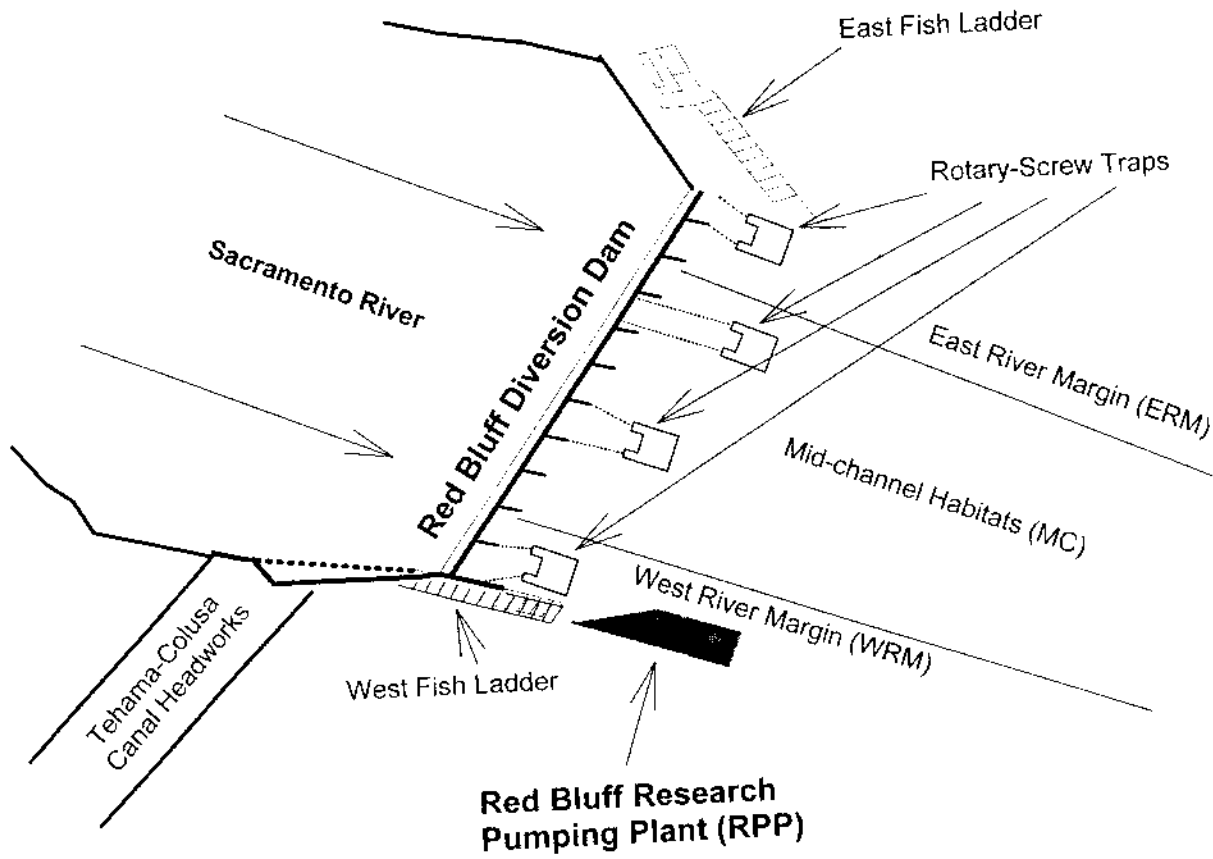 East Fish Ladder
Rotary-Screw Traps
Sacramento River
Red Bluff Diversion Dam
East River Margin (ERM)
Mid-channel Habitats (MC)
West River Margin (WRM)
Tehama-Colusa
Canal Headworks
West Fish Ladder
Red Bluff Research
Pumping Plant (RPP)